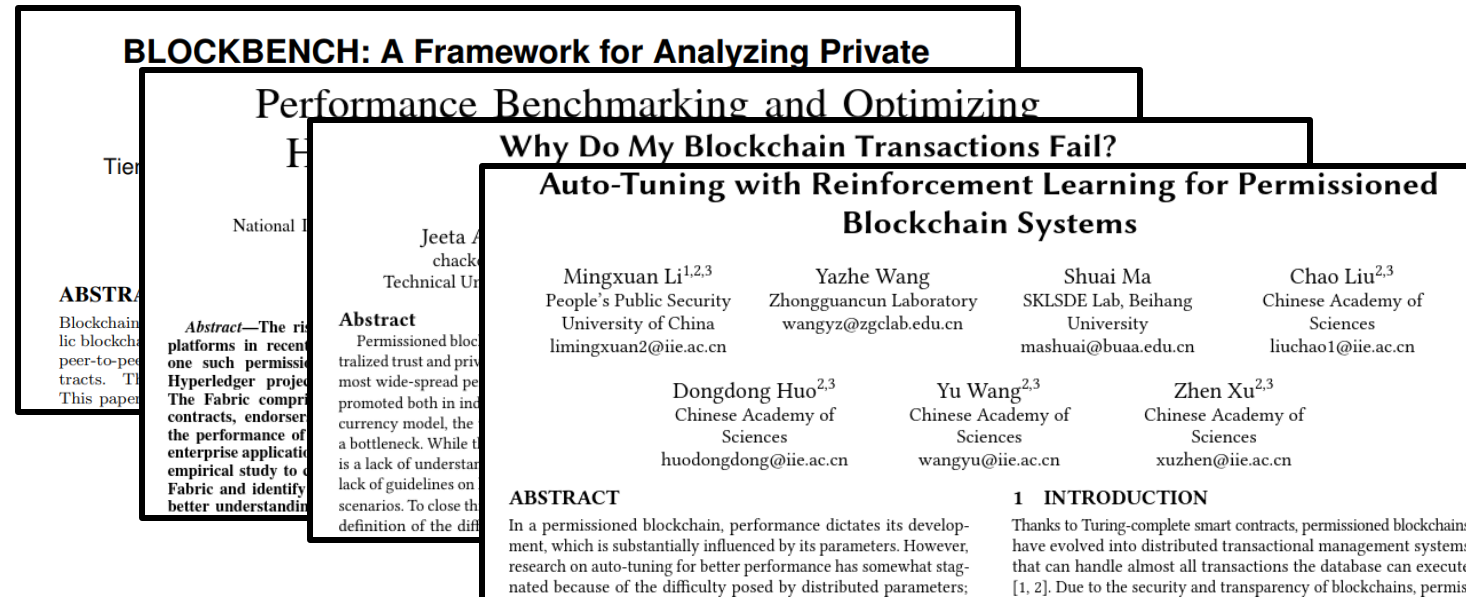 BLOCKBENCH: A Framework for Analyzing Private
Tier
ABSTRA
Blockchain
lic blockcha
peer-to-pee
tracts. Th
This paper
Performance Benchmarking and Optimizing
H
National I
Abstract—The ris
platforms in recent
one such permissio
Hyperledger projec
The Fabric compri
contracts, endorser
the performance of
enterprise applicatio
empirical study to c
Fabric and identify
better understandin
Why Do My Blockchain Transactions Fail?
Jeeta A
chacko
Technical Un
Abstract
Permissioned bloc
tralized trust and priv
most wide-spread pe
promoted both in ind
currency model, the
a bottleneck. While t
is a lack of understan
lack of guidelines on
scenarios. To close th
definition of the diff
Auto-Tuning with Reinforcement Learning for Permissioned
Blockchain Systems
Mingxuan Li1,2,3
People's Public Security
University of China
limingxuan2@iie.ac.cn
Yazhe Wang
Zhongguancun Laboratory
wangyz@zgclab.edu.cn
Shuai Ma
SKLSDE Lab, Beihang
University
mashuai@buaa.edu.cn
Chao Liu2,3
Chinese Academy of
Sciences
liuchao1@iie.ac.cn
Dongdong Huo2,3
Chinese Academy of
Sciences
huodongdong@iie.ac.cn
Yu Wang2,3
Chinese Academy of
Sciences
wangyu@iie.ac.cn
Zhen Xu2,3
Chinese Academy of
Sciences
xuzhen@iie.ac.cn
ABSTRACT
In a permissioned blockchain, performance dictates its develop-
ment, which is substantially influenced by its parameters. However,
research on auto-tuning for better performance has somewhat stag-
nated because of the difficulty posed by distributed parameters;
1 INTRODUCTION
Thanks to Turing-complete smart contracts, permissioned blockchains
have evolved into distributed transactional management systems
that can handle almost all transactions the database can execute
[1, 2]. Due to the security and transparency of blockchains, permis-